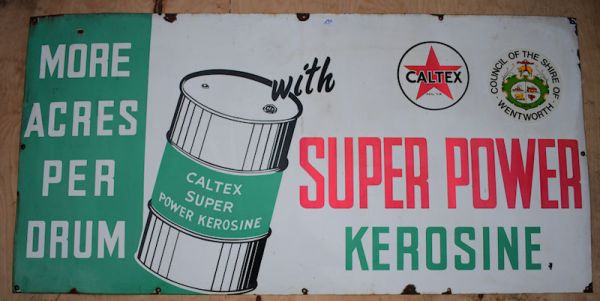 MORE
ACRES
PER
DRUM
with
CALTEX
SUPER
POWER KEROSINE
CALTEX
COUNCIL OF THE SHIRE OF
WENTWORTH
SUPER POWER
KEROSINE